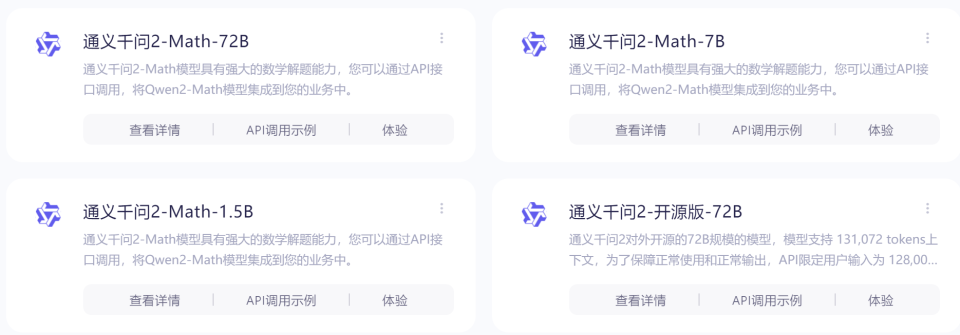 通义千问2-Math-72B
通义千问2-Math模型具有强大的数学解题能力，您可以通过API接
口调用，将Qwen2-Math模型集成到您的业务中。
查看详情 API调用示例 体验
通义千问2-Math-7B
通义千问2-Math模型具有强大的数学解题能力，您可以通过API接
口调用，将Qwen2-Math模型集成到您的业务中。
查看详情 API调用示例 体验
通义千问2-Math-1.5B
通义千问2-Math模型具有强大的数学解题能力，您可以通过API接
口调用，将Qwen2-Math模型集成到您的业务中。
查看详情 API调用示例 体验
通义千问2-开源版-72B
通义千问2对外开源的72B规模的模型，模型支持 131,072 tokens上
下文，为了保障正常使用和正常输出，API限定用户输入为 128,00...
查看详情 API调用示例 体验